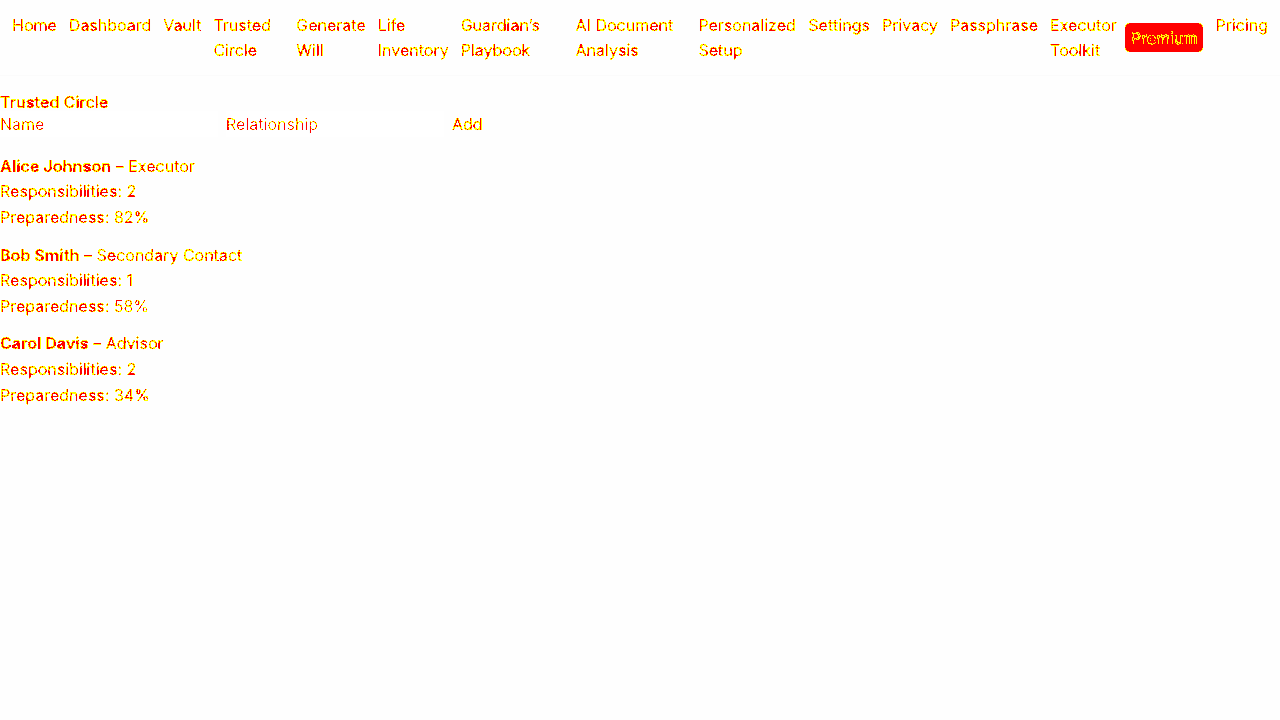 Home Dashboard Vault Trusted Circle Generate Will Life Inventory Guardian's Playbook AI Document Analysis Personalized Setup Settings Privacy Passphrase Executor Toolkit Premium Pricing
Trusted Circle
Name Relationship Add
Alice Johnson – Executor
Responsibilities: 2
Preparedness: 82%
Bob Smith – Secondary Contact
Responsibilities: 1
Preparedness: 58%
Carol Davis – Advisor
Responsibilities: 2
Preparedness: 34%